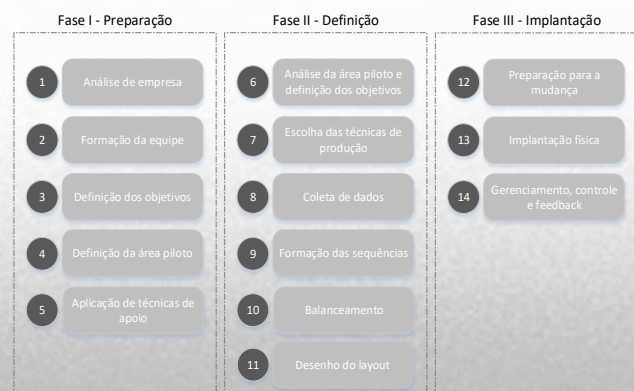 Fase I - Preparação
1
Análise de empresa
2
Formação da equipe
3
Definição dos objetivos
4
Definição da área piloto
5
Aplicação de técnicas de
apoio
Fase II - Definição
6
Análise da área piloto e
definição dos objetivos
7
Escolha das técnicas de
produção
8
Coleta de dados
9
Formação das sequências
10
Balanceamento
11
Desenho do layout
Fase III - Implantação
12
Preparação para a
mudança
13
Implantação física
14
Gerenciamento, controle
e feedback